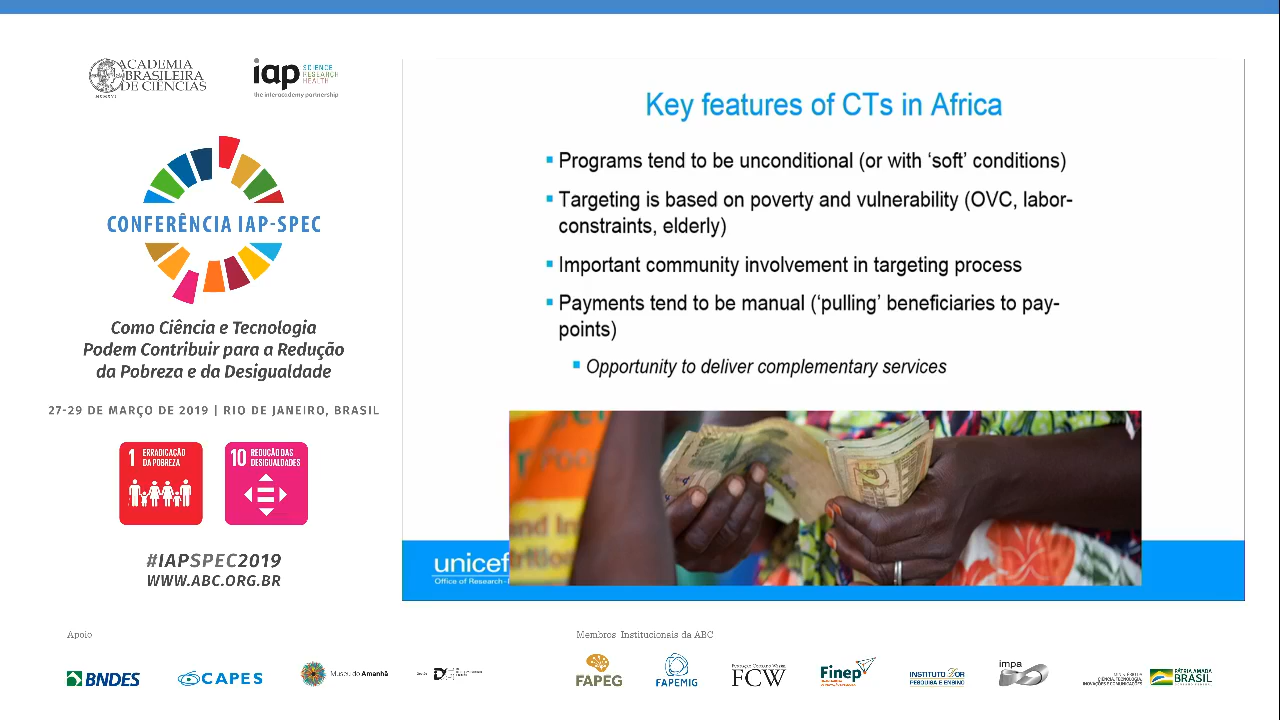 ACADEMIA
BRASILEIRA
DE CIÊNCIAS
iap SCIENCE
RESEARCH
HEALTH
the interacademy partnership
CONFERÊNCIA IAP-SPEC
Como Ciência e Tecnologia
Podem Contribuir para a Redução
da Pobreza e da Desigualdade
27-29 DE MARÇO DE 2019 | RIO DE JANEIRO, BRASIL
1 ERRADICAÇÃO
DA POBREZA
10 REDUÇÃO DAS
DESIGUALDADES
#IAPSPEC2019
WWW.ABC.ORG.BR
Key features of CTs in Africa
Programs tend to be unconditional (or with ‘soft’ conditions)
Targeting is based on poverty and vulnerability (OVC, labor-
constraints, elderly)
Important community involvement in targeting process
Payments tend to be manual (‘pulling’ beneficiaries to pay-
points)
Opportunity to deliver complementary services
unicef
Office of Research
Apoio
BNDES
CAPES
Museu do Amanhã
Membros Institucionais da ABC
FAPEG
FAPEMIG
FCW
Finep
INSTITUTO D'OR
PESQUISA E ENSINO
impa
PÁTRIA AMADA
BRASIL